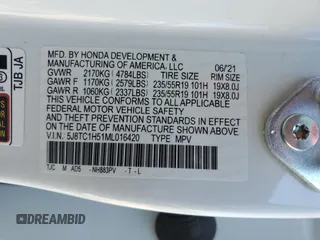 MFD. BY HONDA DEVELOPMENT &
MANUFACTURING OF AMERICA, LLC 06/21
GVWR 2170KG (4784LBS) TIRE SIZE RIM SIZE
GAWR F 1170KG (2579LBS) 235/55R19 101H 19X8.0J
GAWR R 1060KG (2337LBS) 235/55R19 101H 19X8.0J
THIS VEHICLE CONFORMS TO ALL APPLICABLE
FEDERAL MOTOR VEHICLE SAFETY, BUMPER,
AND THEFT PREVENTION STANDARDS IN EFFECT
ON THE DATE OF MANUFACTURE SHOWN ABOVE.
V.I.N. 5J8TC1H51ML016420 TYPE MPV
TJC M AD5 -NH883PV -T-L
TJB JA
DREAMBID